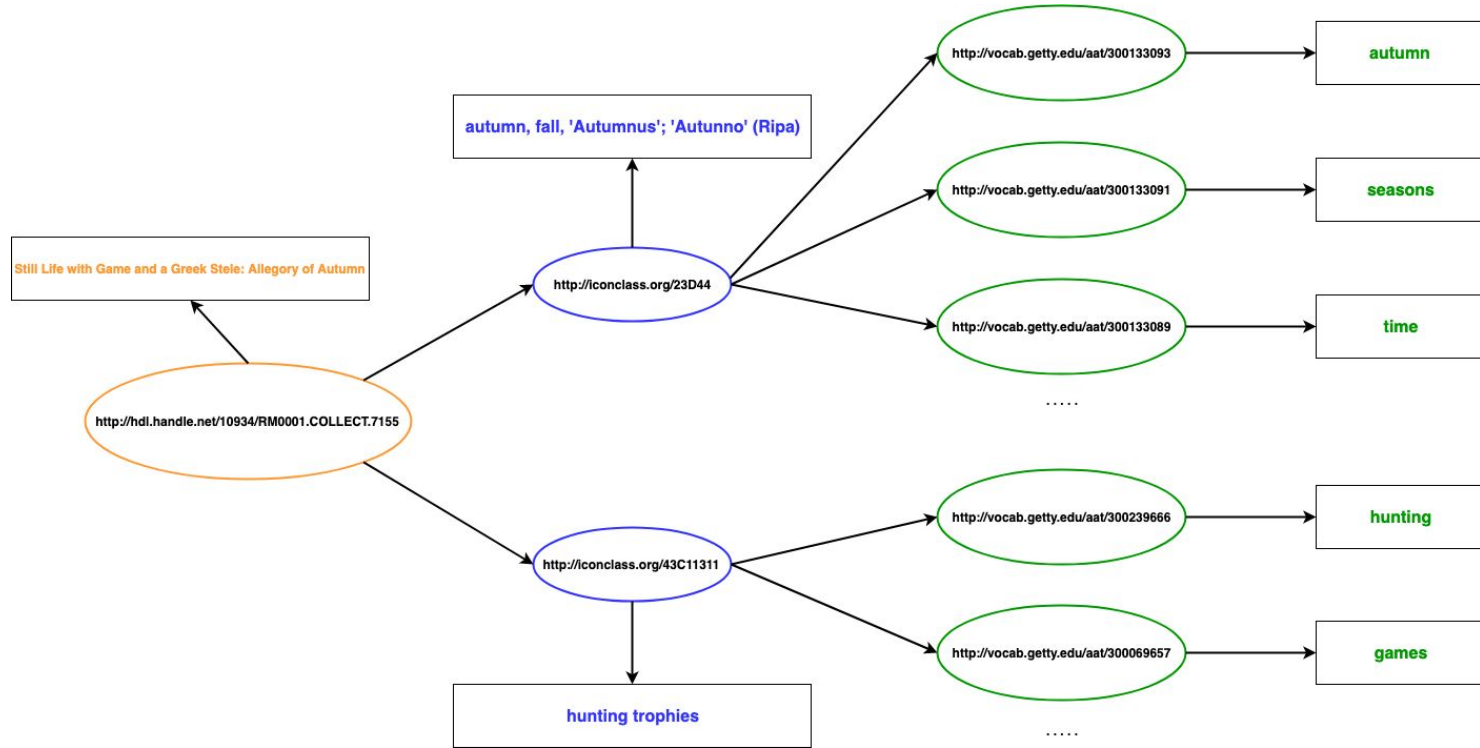 http://vocab.getty.edu/aat/300133093
autumn
autumn, fall, 'Autumnus'; 'Autunno' (Ripa)
http://vocab.getty.edu/aat/300133091
seasons
Still Life with Game and a Greek Stele: Allegory of Autumn
http://iconclass.org/23D44
http://vocab.getty.edu/aat/300133089
time
.....
http://hdl.handle.net/10934/RM0001.COLLECT.7155
http://vocab.getty.edu/aat/300239666
hunting
http://iconclass.org/43C11311
http://vocab.getty.edu/aat/300069657
games
hunting trophies
.....